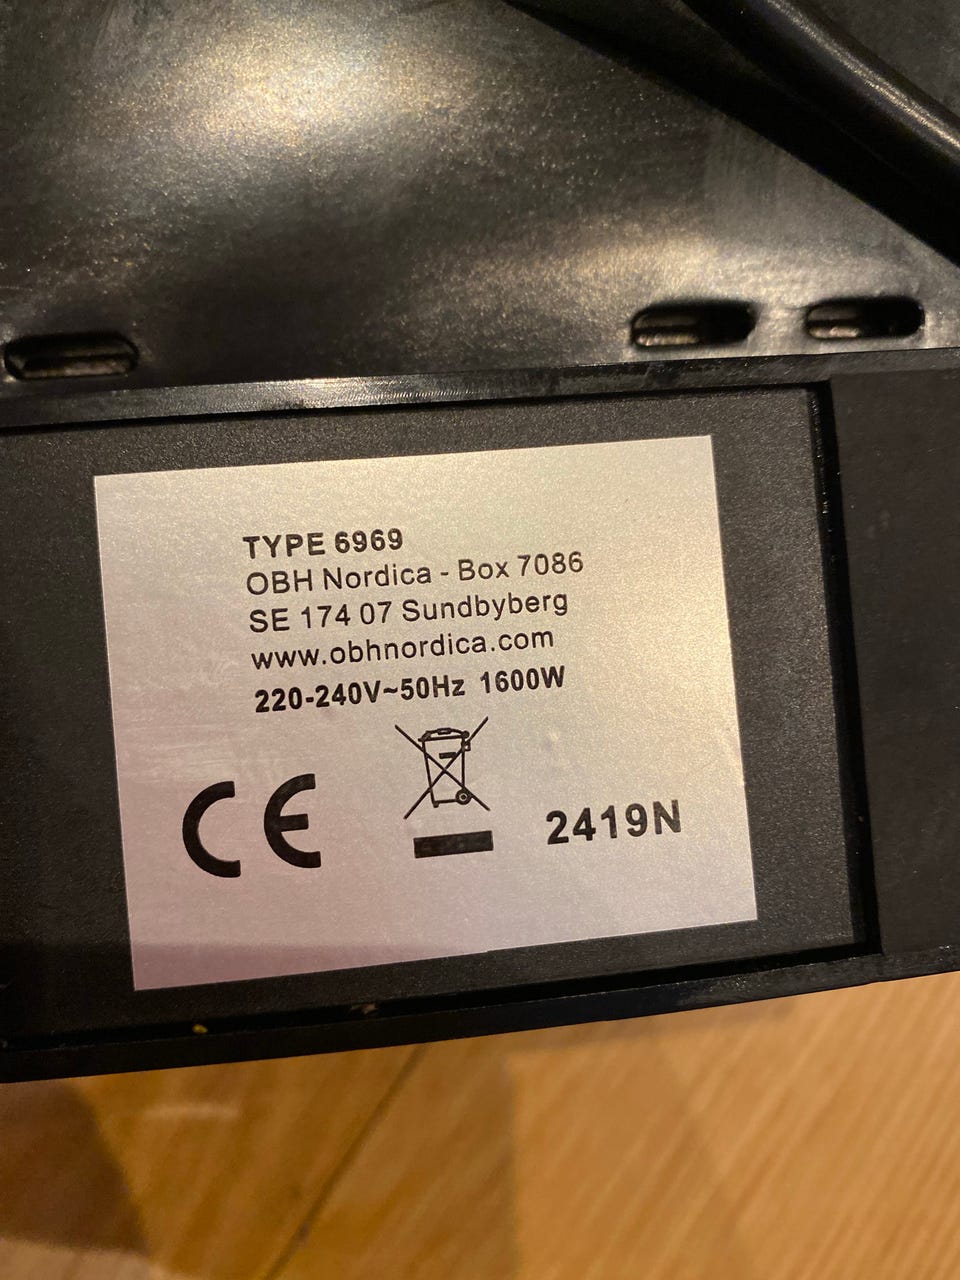 TYPE 6969
OBH Nordica - Box 7086
SE 174 07 Sundbyberg
www.obhnordica.com
220-240V~50Hz 1600W
CE
2419N